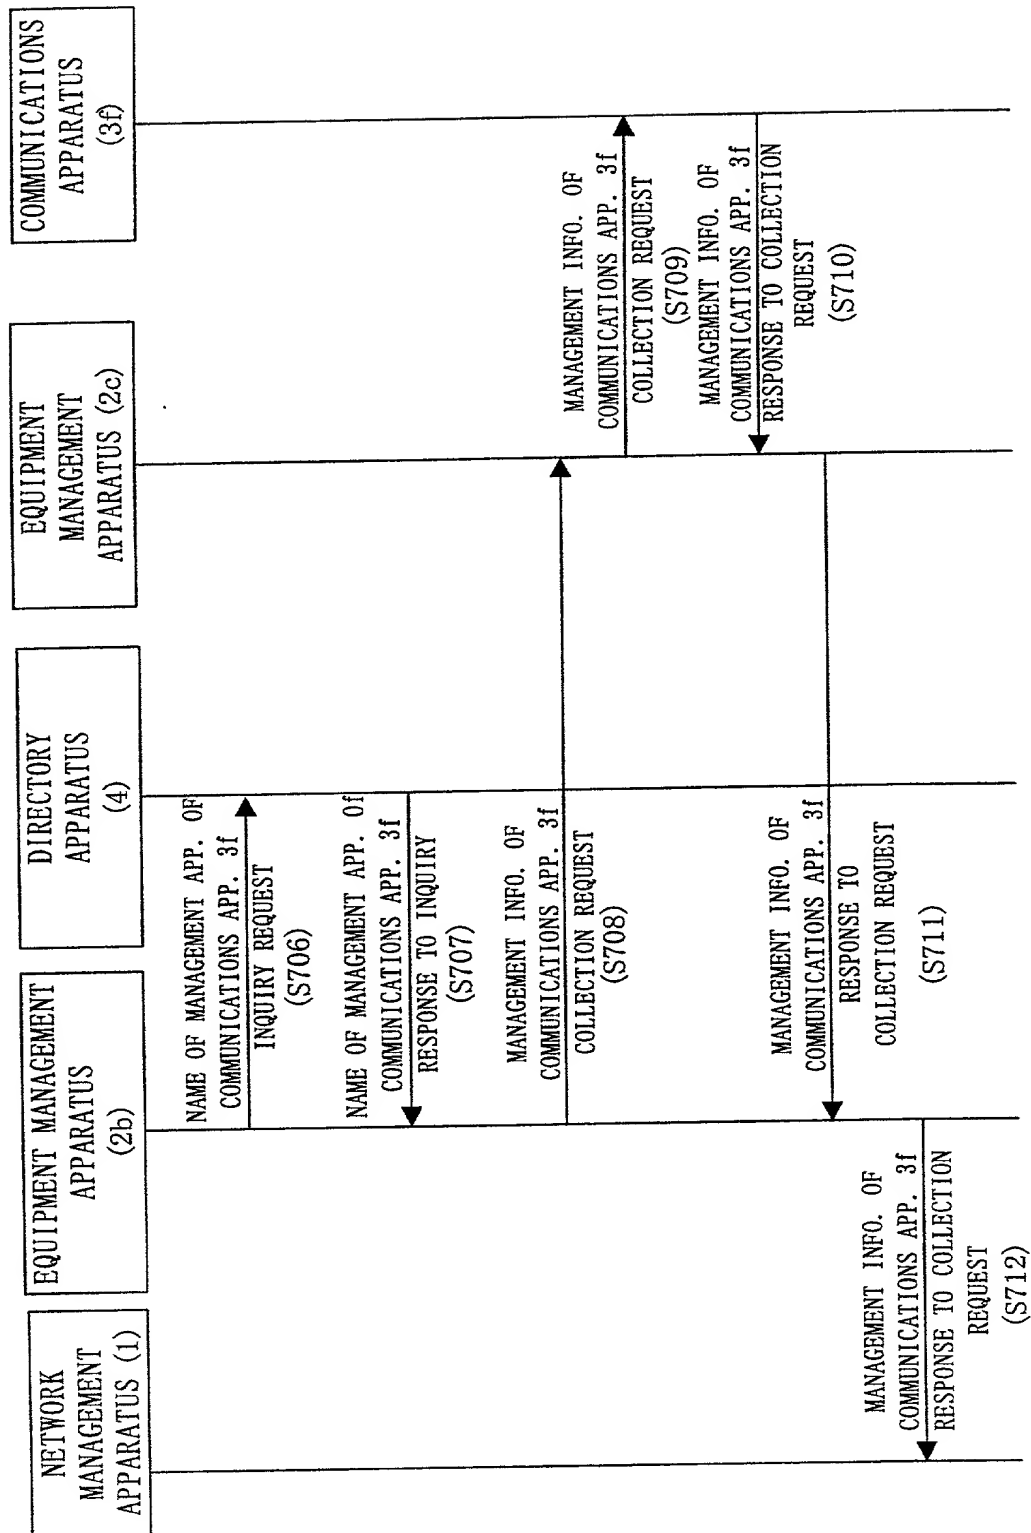 NETWORK
MANAGEMENT
APPARATUS (1)
EQUIPMENT MANAGEMENT
APPARATUS
(2b)
DIRECTORY
APPARATUS
(4)
EQUIPMENT
MANAGEMENT
APPARATUS (2c)
COMMUNICATIONS
APPARATUS
(3f)
NAME OF MANAGEMENT APP. OF
COMMUNICATIONS APP. 3f
INQUIRY REQUEST
(S706)
NAME OF MANAGEMENT APP. Of
COMMUNICATIONS APP. 3f
RESPONSE TO INQUIRY
(S707)
MANAGEMENT INFO. OF
COMMUNICATIONS APP. 3f
COLLECTION REQUEST
(S708)
MANAGEMENT INFO. OF
COMMUNICATIONS APP. 3f
COLLECTION REQUEST
(S709)
MANAGEMENT INFO. OF
COMMUNICATIONS APP. 3f
RESPONSE TO COLLECTION
REQUEST
(S710)
MANAGEMENT INFO. OF
COMMUNICATIONS APP. 3f
RESPONSE TO
COLLECTION REQUEST
(S711)
MANAGEMENT INFO. OF
COMMUNICATIONS APP. 3f
RESPONSE TO COLLECTION
REQUEST
(S712)